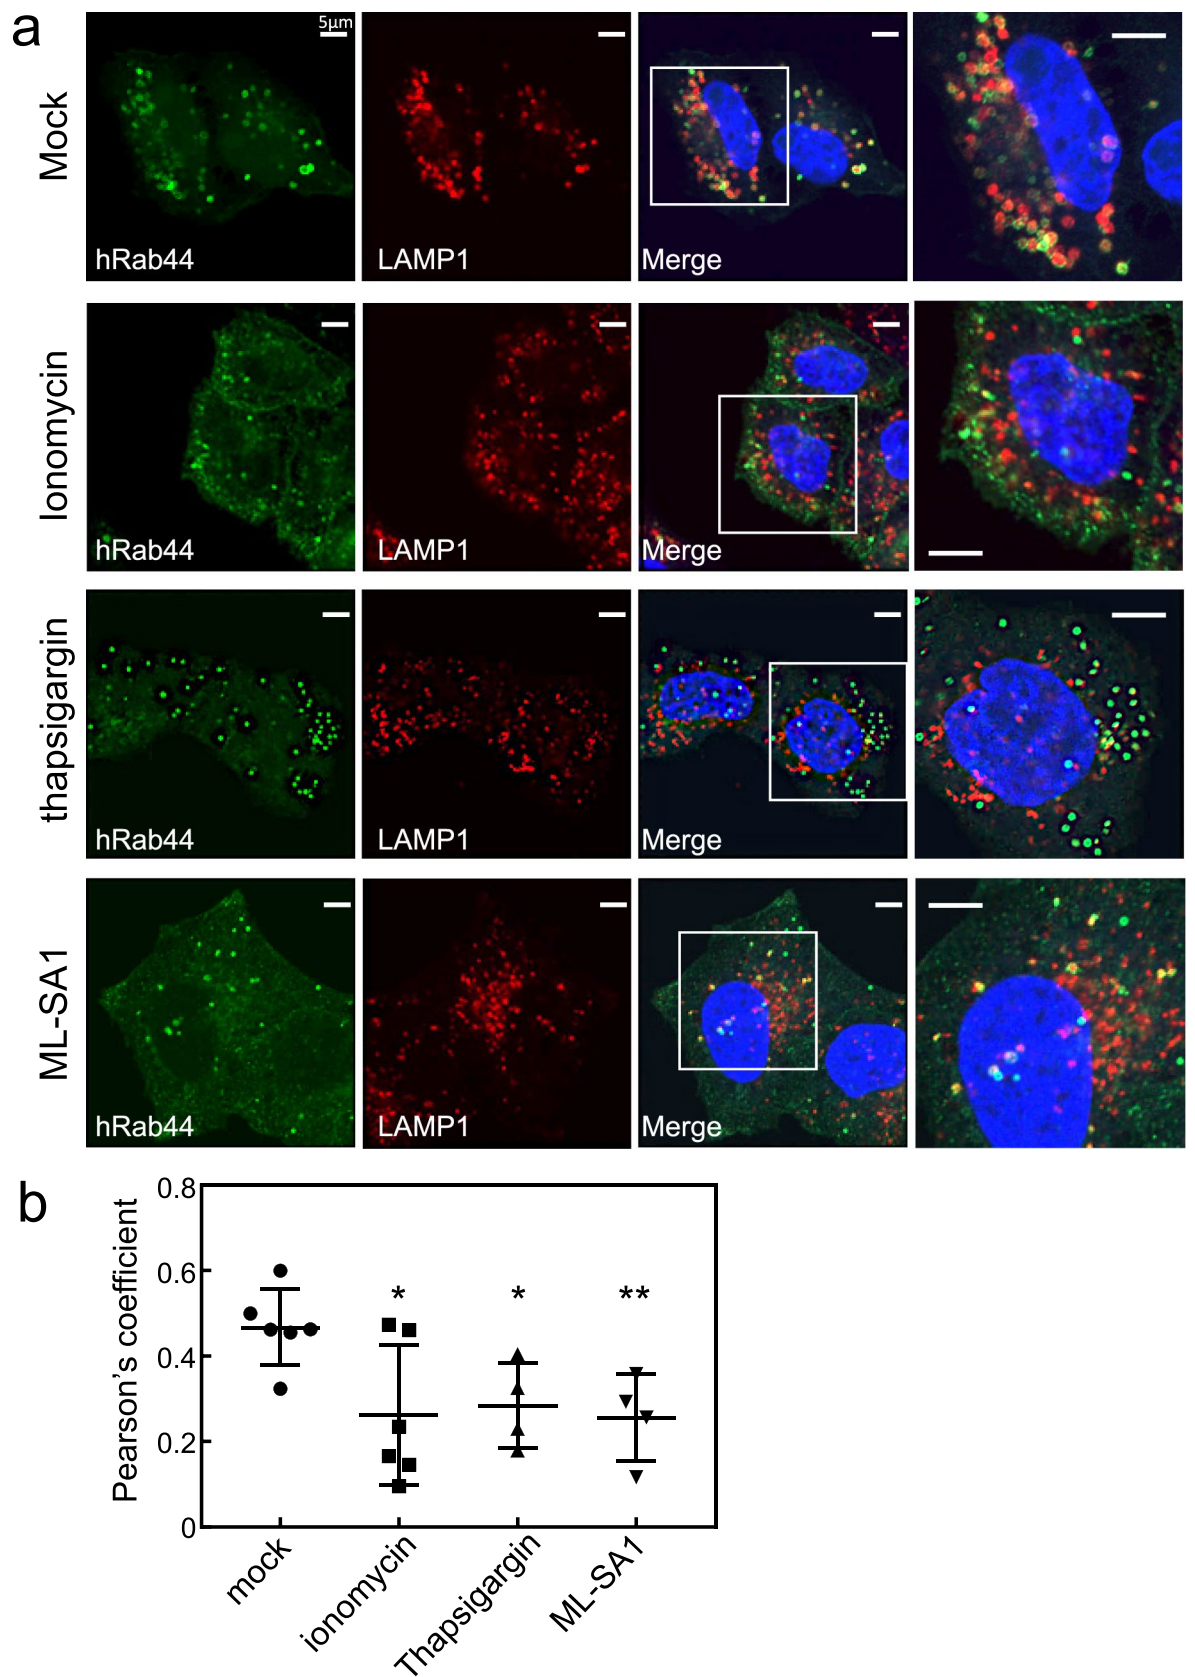 a
5μm
Mock
hRab44
LAMP1
Merge
Ionomycin
hRab44
LAMP1
Merge
thapsigargin
hRab44
LAMP1
Merge
ML-SA1
hRab44
LAMP1
Merge
b
Pearson's coefficient
0.8
0.6
0.4
0.2
0
* * **
mock
ionomycin
Thapsigargin
ML-SA1